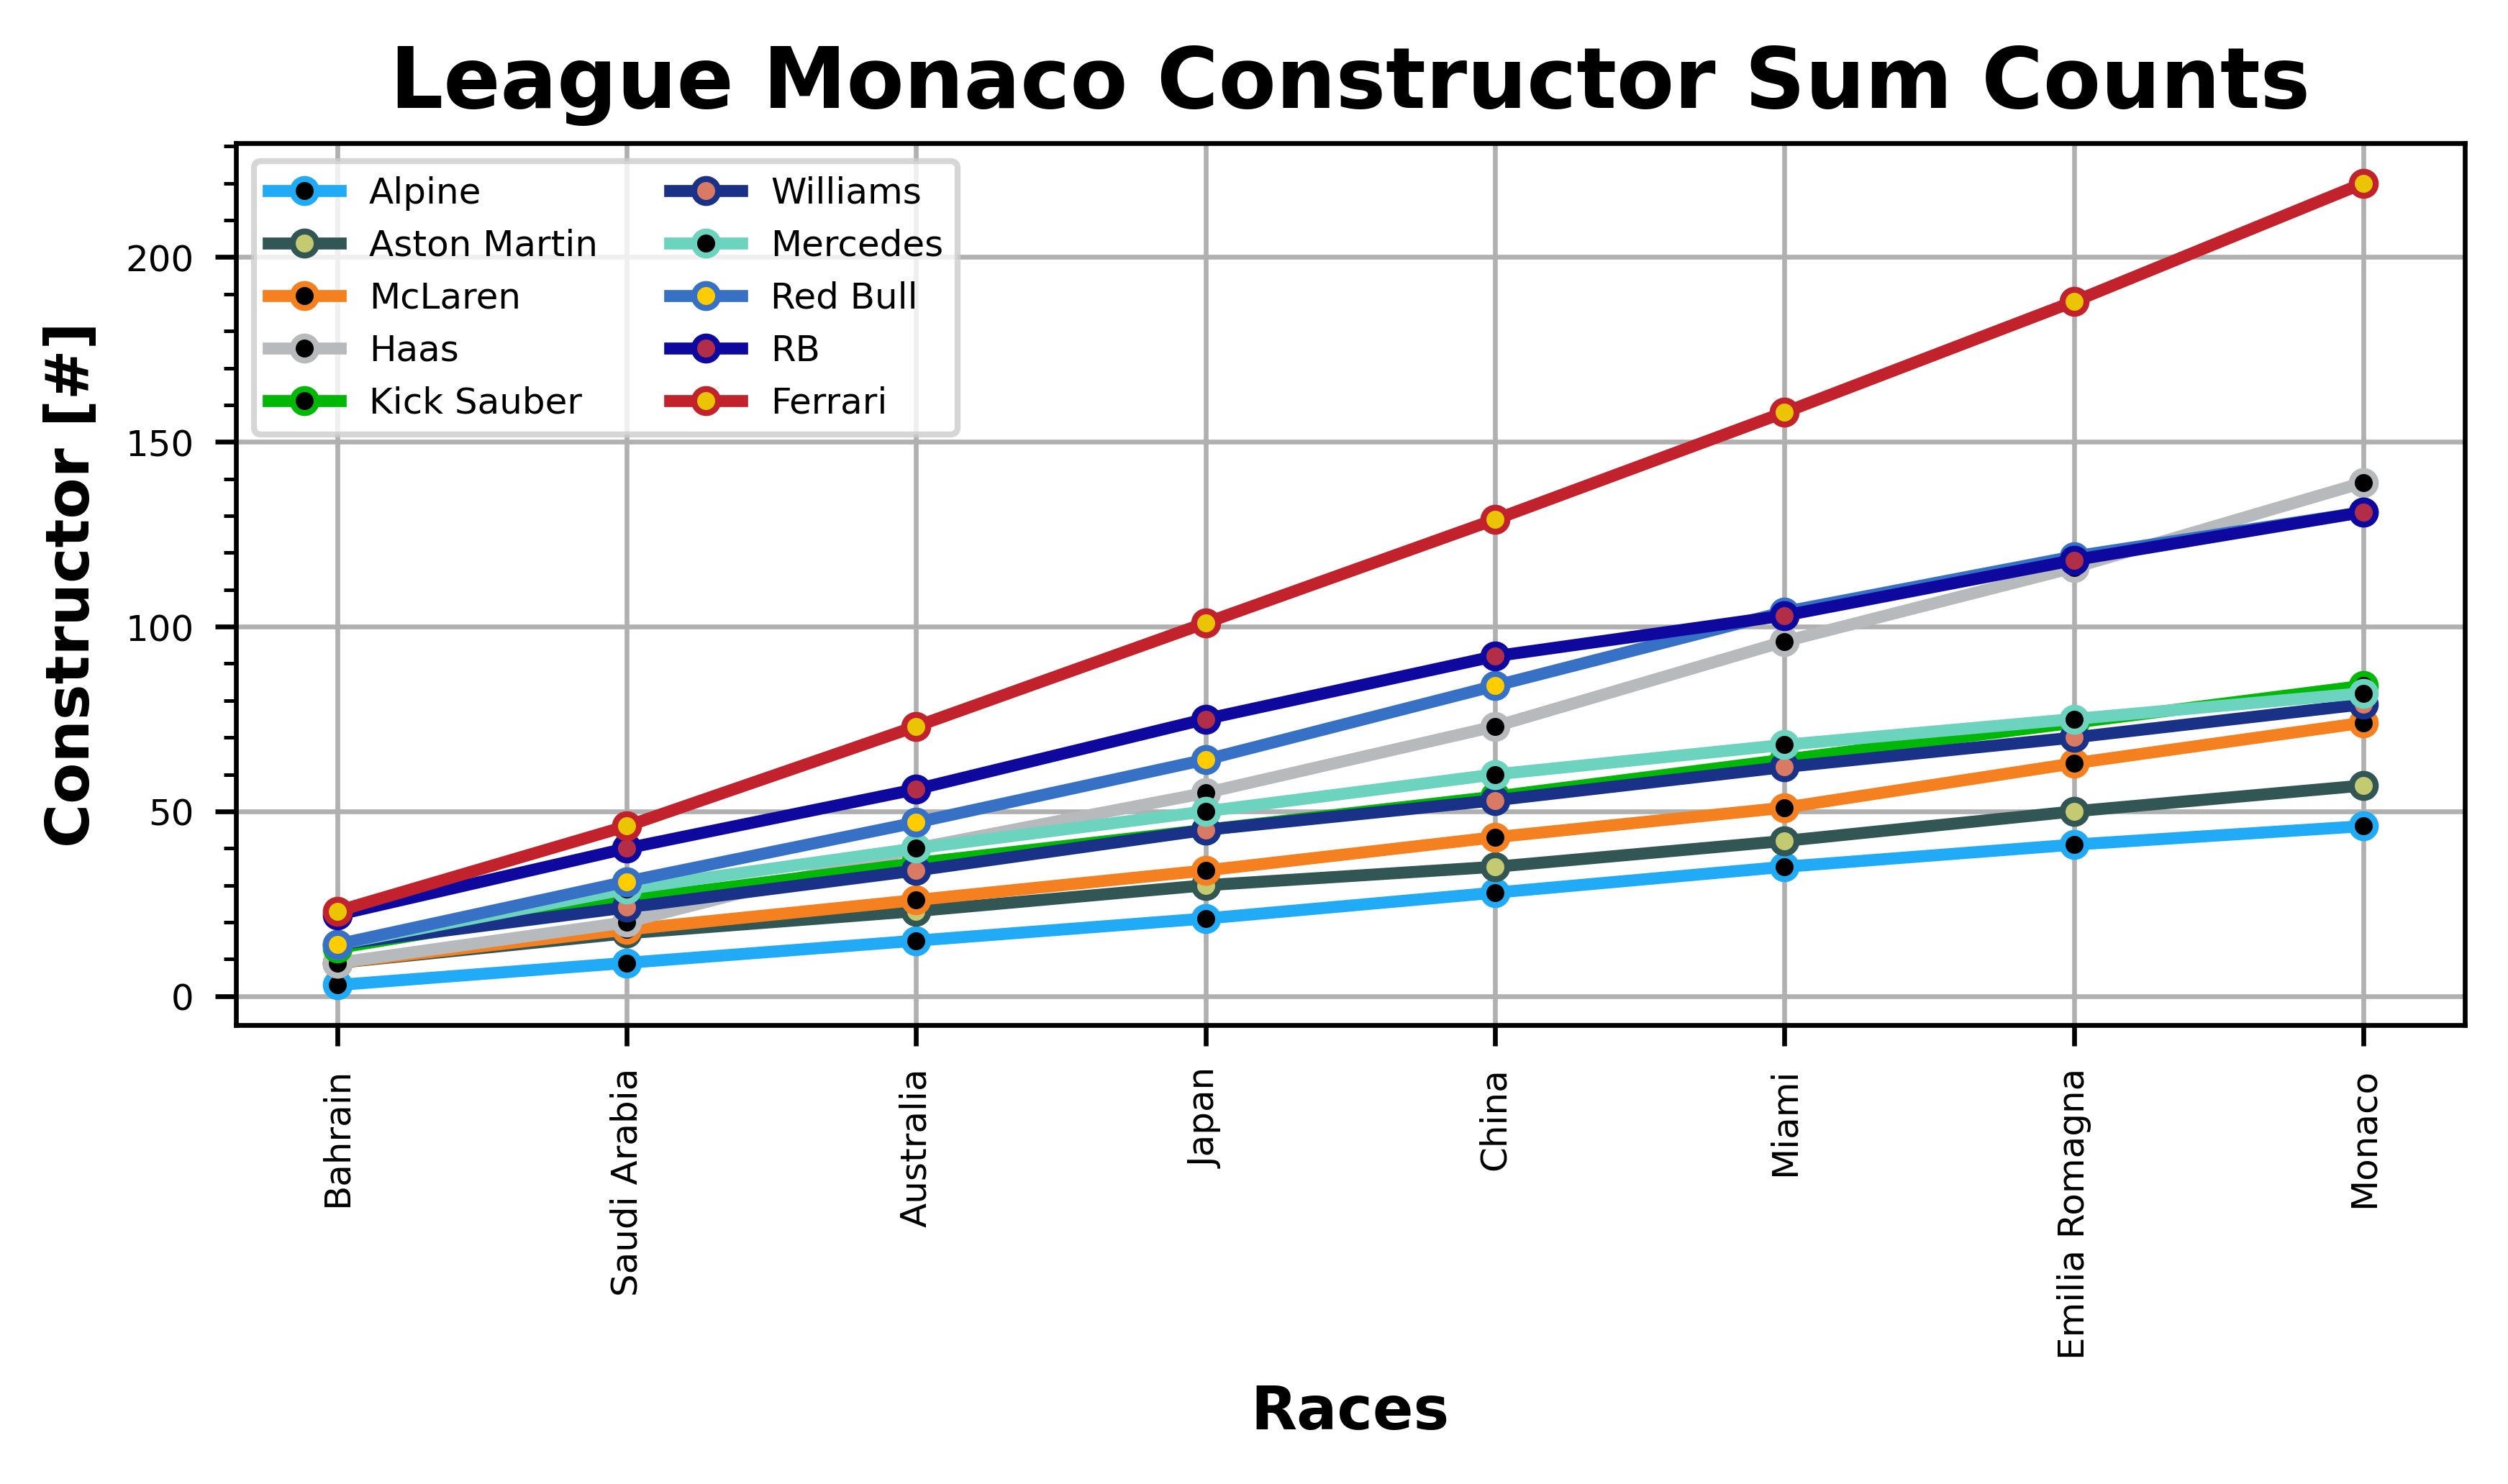 League Monaco Constructor Sum Counts
Constructor [#]
200
150
100
50
0
Alpine
Aston Martin
McLaren
Haas
Kick Sauber
Williams
Mercedes
Red Bull
RB
Ferrari
Bahrain
Saudi Arabia
Australia
Japan
China
Miami
Emilia Romagna
Monaco
Races